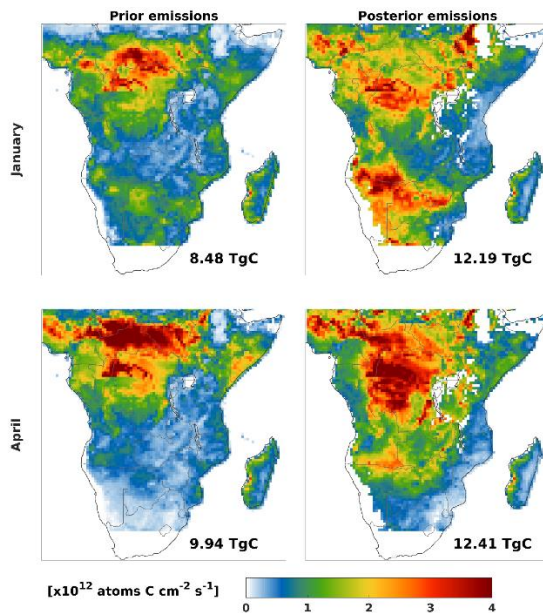 Prior emissions
Posterior emissions
January
8.48 TgC
12.19 TgC
April
9.94 TgC
12.41 TgC
[x10¹² atoms C cm⁻² s⁻¹]
0 1 2 3 4